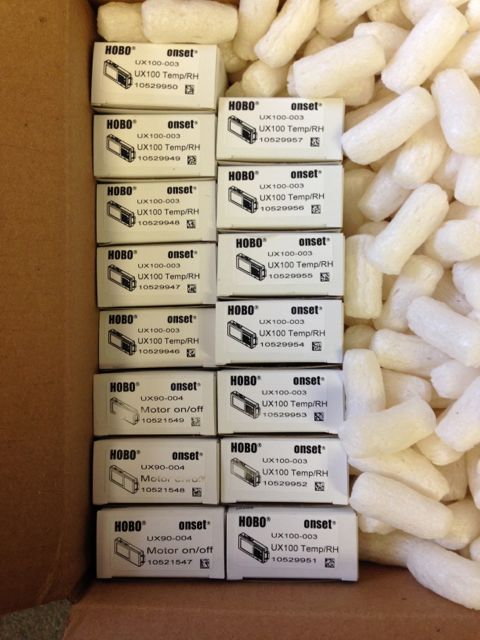 HOBO® onset®
UX100-003
UX100 Temp/RH
10529950
HOBO® onset®
UX100-003
UX100 Temp/RH
10529949
HOBO® onset®
UX100-003
UX100 Temp/RH
10529948
HOBO® onset®
UX100-003
UX100 Temp/RH
10529947
HOBO® onset®
UX100-003
UX100 Temp/RH
10529946
HOBO® onset®
UX90-004
Motor on/off
10521549
HOBO® onset®
UX90-004
Motor on/off
10521548
HOBO® onset®
UX90-004
Motor on/off
10521547
HOBO® onset®
UX100-003
UX100 Temp/RH
10529957
HOBO® onset®
UX100-003
UX100 Temp/RH
10529956
HOBO® onset®
UX100-003
UX100 Temp/RH
10529955
HOBO® onset®
UX100-003
UX100 Temp/RH
10529954
HOBO® onset®
UX100-003
UX100 Temp/RH
10529953
HOBO® onset®
UX100-003
UX100 Temp/RH
10529952
HOBO® onset®
UX100-003
UX100 Temp/RH
10529951